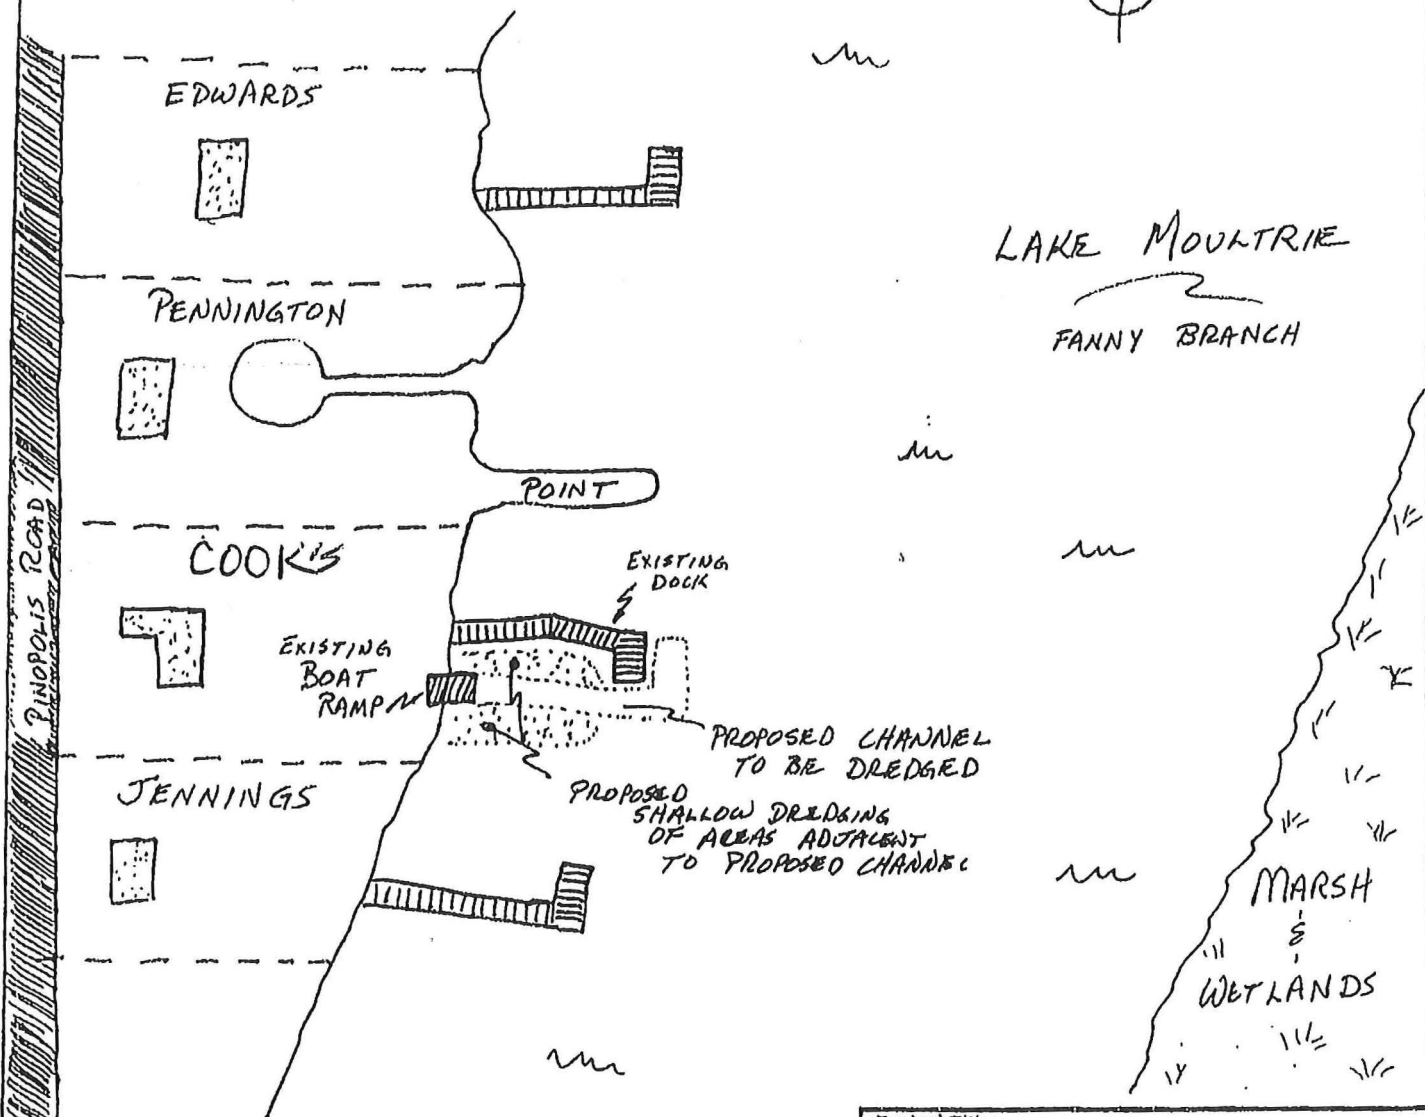 EDWARDS
LAKE MOULTRIE
FANNY BRANCH
PENNINGTON
POINT
PINOPOLIS ROAD
COOK'S
EXISTING
DOCK
EXISTING
BOAT
RAMP
PROPOSED CHANNEL
TO BE DREDGED
JENNINGS
PROPOSED
SHALLOW DREDGING
OF AREAS ADJACENT
TO PROPOSED CHANNEL
MARSH
&
WETLANDS